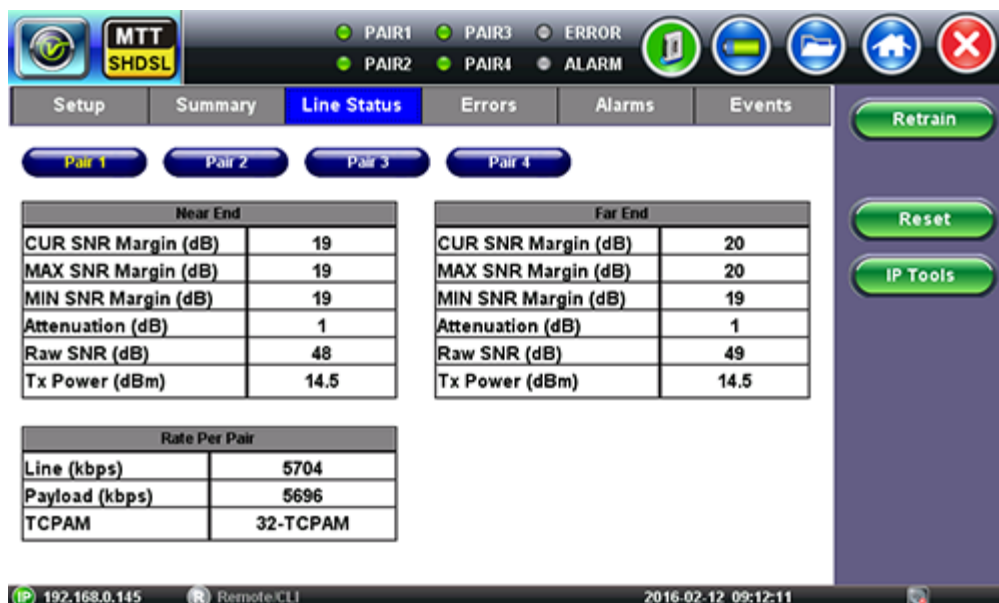 MTT
SHDSL
PAIR1 PAIR3 ERROR
PAIR2 PAIR4 ALARM
Setup Summary Line Status Errors Alarms Events
Retrain
Pair 1 Pair 2 Pair 3 Pair 4
Near End
CUR SNR Margin (dB) 19
MAX SNR Margin (dB) 19
MIN SNR Margin (dB) 19
Attenuation (dB) 1
Raw SNR (dB) 48
Tx Power (dBm) 14.5
Far End
CUR SNR Margin (dB) 20
MAX SNR Margin (dB) 20
MIN SNR Margin (dB) 19
Attenuation (dB) 1
Raw SNR (dB) 49
Tx Power (dBm) 14.5
Reset
IP Tools
Rate Per Pair
Line (kbps) 5704
Payload (kbps) 5696
TCPAM 32-TCPAM
IP 192.168.0.145 R Remote/CLI 2016-02-12 09:12:11